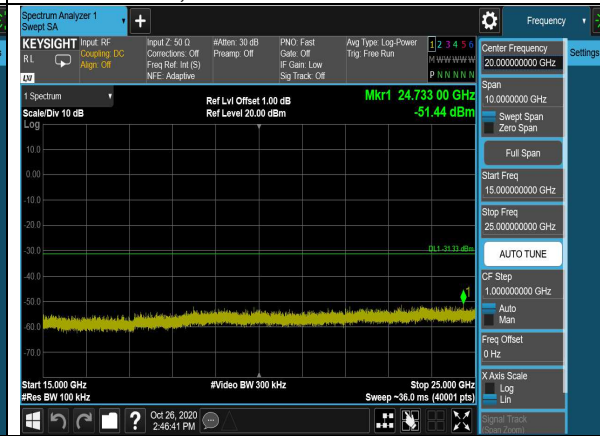 Spectrum Analyzer 1
Swept SA
Frequency
KEYSIGHT
RL
Input: RF
Coupling: DC
Align: Off
Input Z: 50 Ω
Corrections: Off
Freq Ref: Int (S)
NFE: Adaptive
#Atten: 30 dB
Preamp: Off
PNO: Fast
Gate: Off
IF Gain: Low
Sig Track: Off
Avg Type: Log-Power
Trig: Free Run
1 2 3 4 5 6
M W W W W W
P N N N N N
LXI
1 Spectrum
Scale/Div 10 dB
Log
Ref Lvl Offset 1.00 dB
Ref Level 20.00 dBm
Mkr1 24.733 00 GHz
-51.44 dBm
10.0
0.00
-10.0
-20.0
-30.0
DL1 -31.33 dBm
-40.0
1
-50.0
-60.0
-70.0
Start 15.000 GHz
#Res BW 100 kHz
#Video BW 300 kHz
Stop 25.000 GHz
Sweep ~36.0 ms (40001 pts)
?
Oct 26, 2020
2:46:41 PM
Center Frequency
20.000000000 GHz
Span
10.0000000 GHz
Swept Span
Zero Span
Full Span
Start Freq
15.000000000 GHz
Stop Freq
25.000000000 GHz
AUTO TUNE
CF Step
1.000000000 GHz
Auto
Man
Freq Offset
0 Hz
X Axis Scale
Log
Lin
Signal Track
(Span Zoom)
Settings